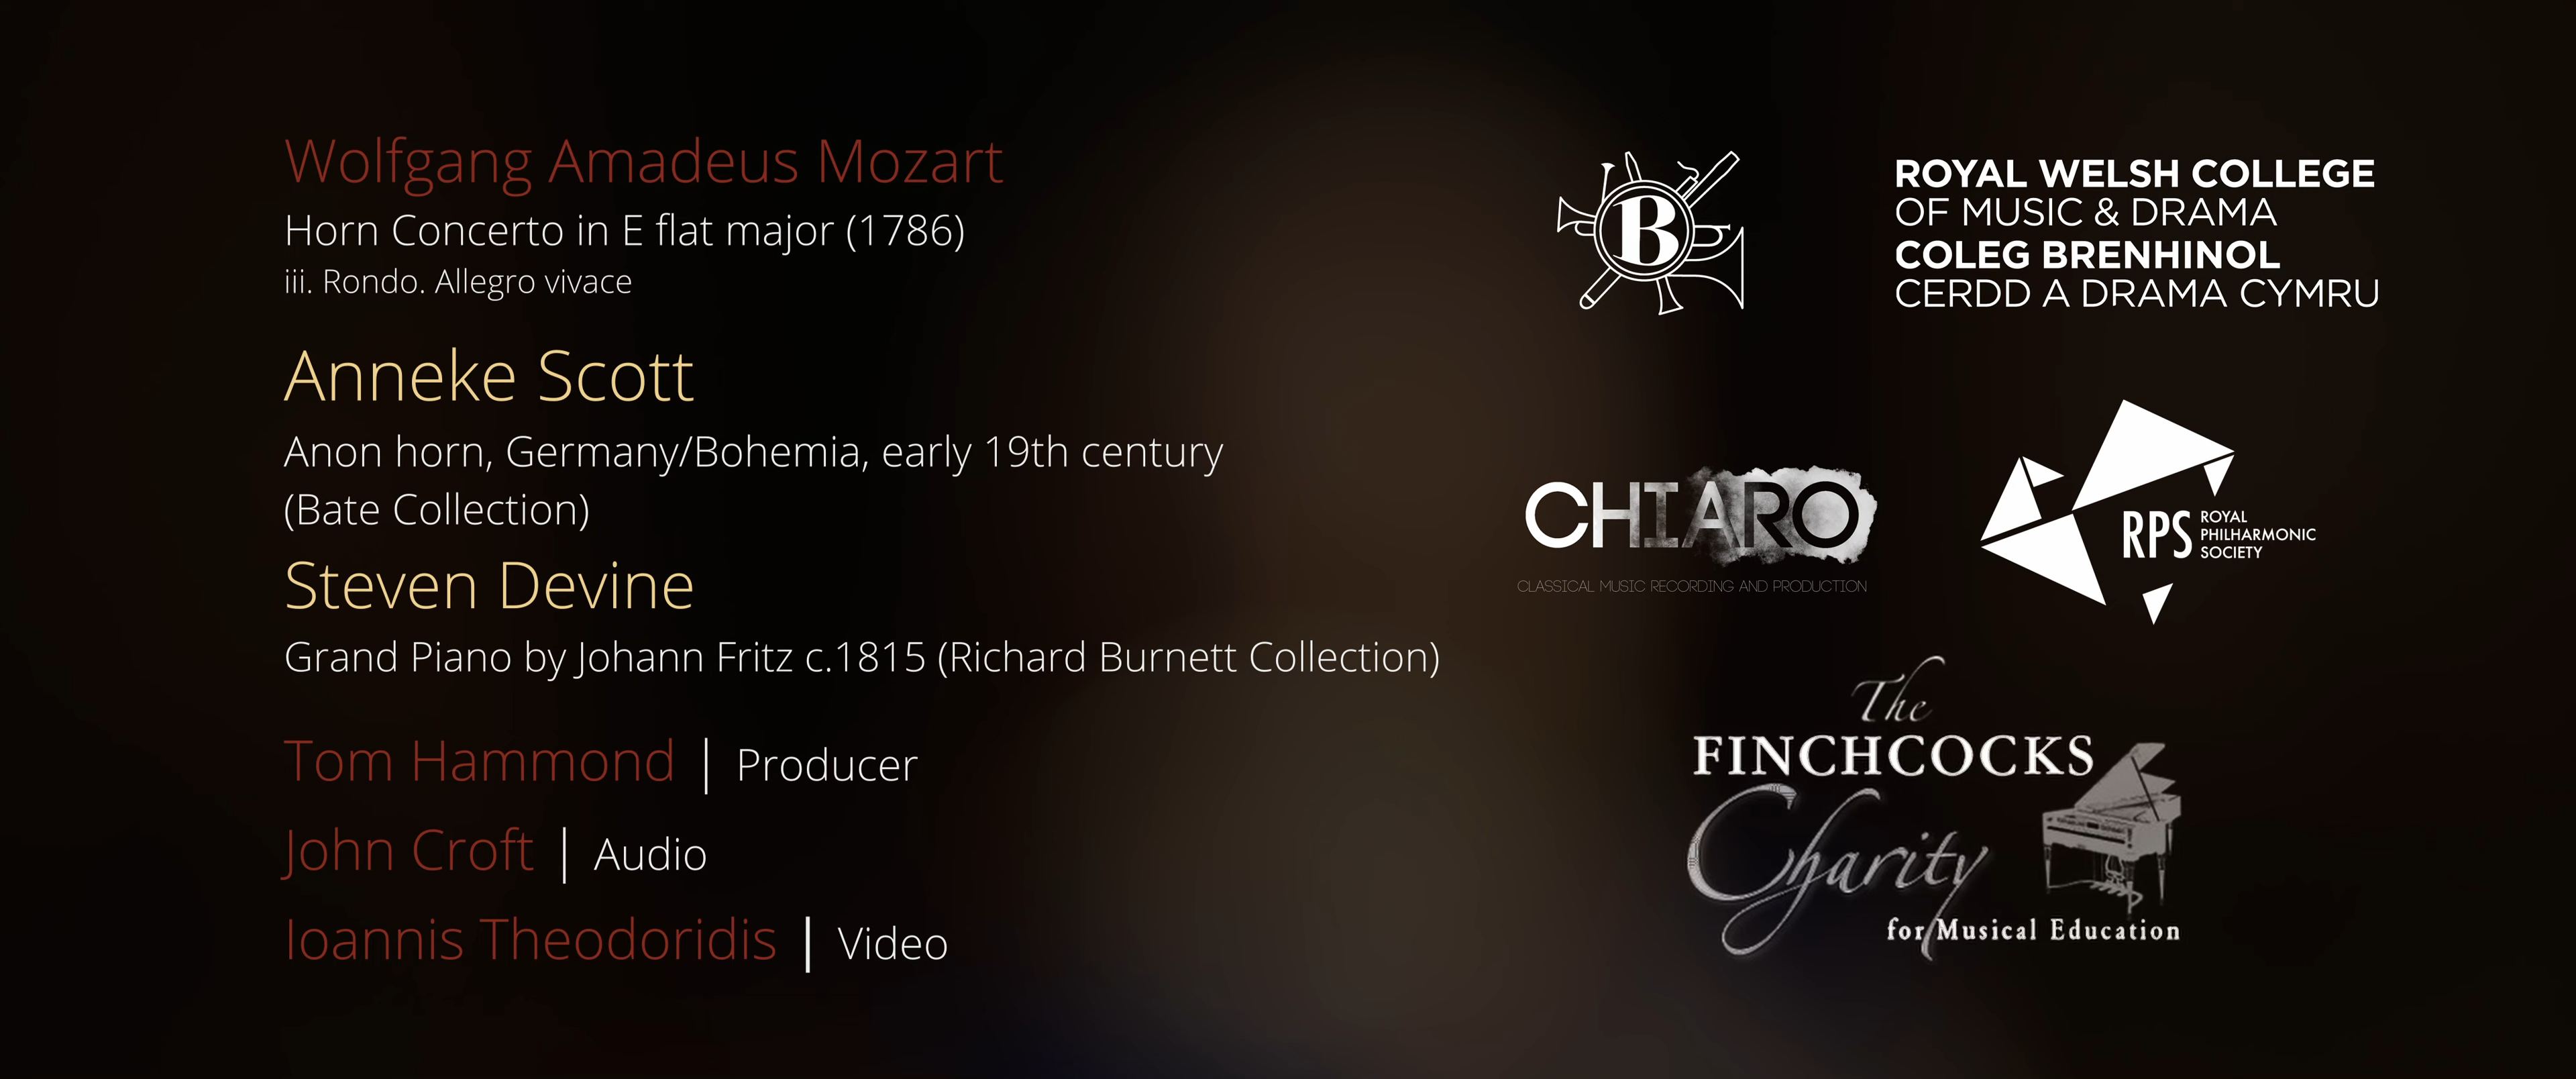 Wolfgang Amadeus Mozart
Horn Concerto in E flat major (1786)
iii. Rondo. Allegro vivace
Anneke Scott
Anon horn, Germany/Bohemia, early 19th century
(Bate Collection)
Steven Devine
Grand Piano by Johann Fritz c.1815 (Richard Burnett Collection)
Tom Hammond | Producer
John Croft | Audio
Ioannis Theodoridis | Video
B
ROYAL WELSH COLLEGE
OF MUSIC & DRAMA
COLEG BRENHINOL
CERDD A DRAMA CYMRU
CHIARO
CLASSICAL MUSIC RECORDING AND PRODUCTION
RPS
ROYAL
PHILHARMONIC
SOCIETY
The
FINCHCOCKS
Charity
for Musical Education